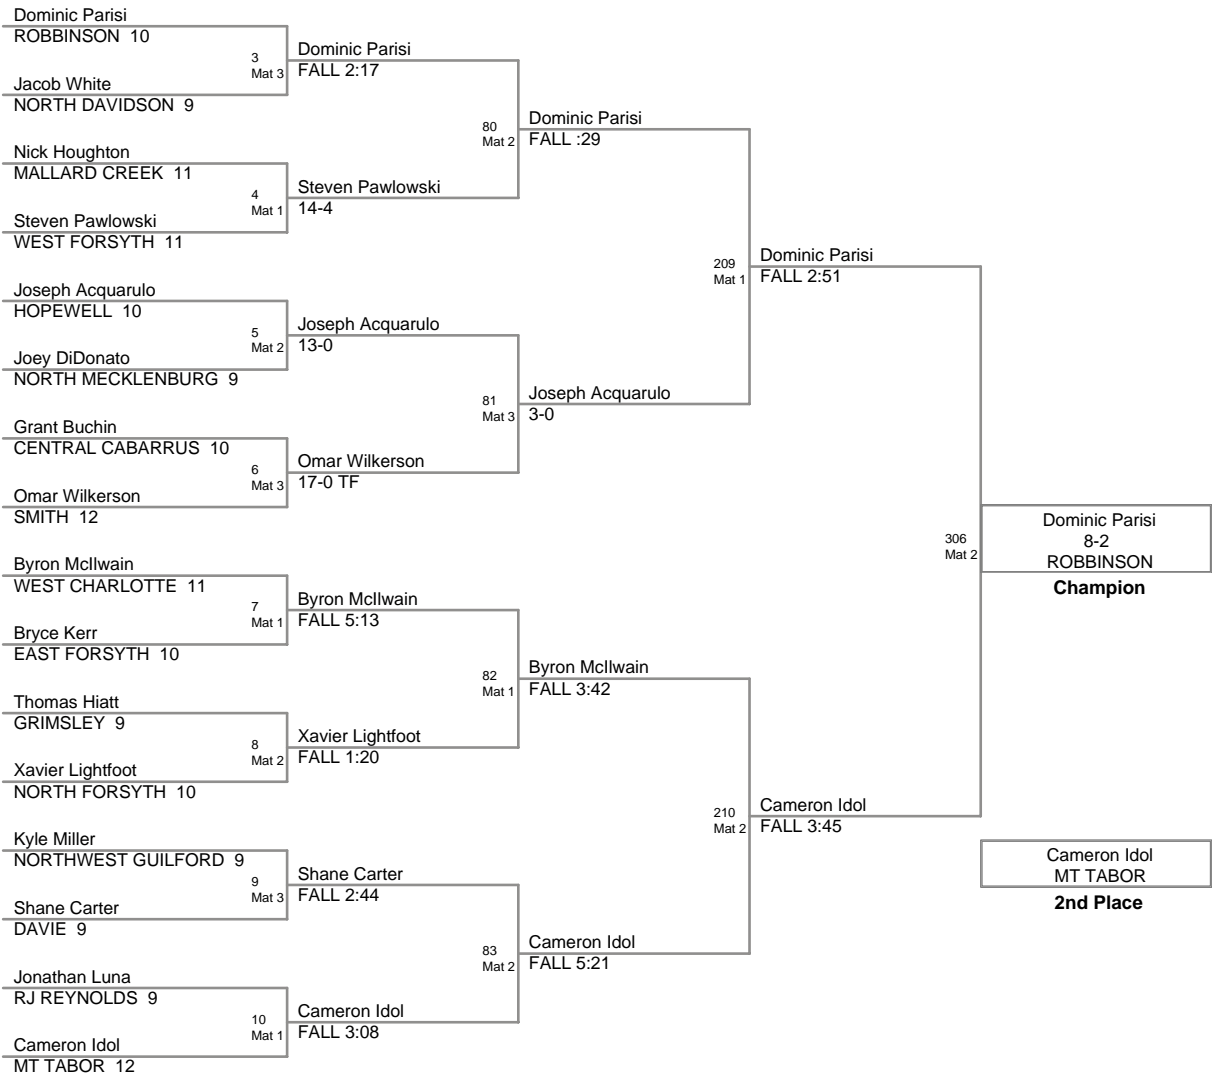 Dominic Parisi
ROBBINSON 10
3
Mat 3
Jacob White
NORTH DAVIDSON 9
Dominic Parisi
FALL 2:17
Nick Houghton
MALLARD CREEK 11
4
Mat 1
Steven Pawlowski
WEST FORSYTH 11
Steven Pawlowski
14-4
80
Mat 2
Dominic Parisi
FALL :29
Joseph Acquarulo
HOPEWELL 10
5
Mat 2
Joey DiDonato
NORTH MECKLENBURG 9
Joseph Acquarulo
13-0
Grant Buchin
CENTRAL CABARRUS 10
6
Mat 3
Omar Wilkerson
SMITH 12
Omar Wilkerson
17-0 TF
81
Mat 3
Joseph Acquarulo
3-0
209
Mat 1
Dominic Parisi
FALL 2:51
Byron McIlwain
WEST CHARLOTTE 11
7
Mat 1
Bryce Kerr
EAST FORSYTH 10
Byron McIlwain
FALL 5:13
Thomas Hiatt
GRIMSLEY 9
8
Mat 2
Xavier Lightfoot
NORTH FORSYTH 10
Xavier Lightfoot
FALL 1:20
82
Mat 1
Byron McIlwain
FALL 3:42
Kyle Miller
NORTHWEST GUILFORD 9
9
Mat 3
Shane Carter
DAVIE 9
Shane Carter
FALL 2:44
Jonathan Luna
RJ REYNOLDS 9
10
Mat 1
Cameron Idol
MT TABOR 12
Cameron Idol
FALL 3:08
83
Mat 2
Cameron Idol
FALL 5:21
210
Mat 2
Cameron Idol
FALL 3:45
306
Mat 2
Dominic Parisi
8-2
ROBBINSON
Champion
Cameron Idol
MT TABOR
2nd Place